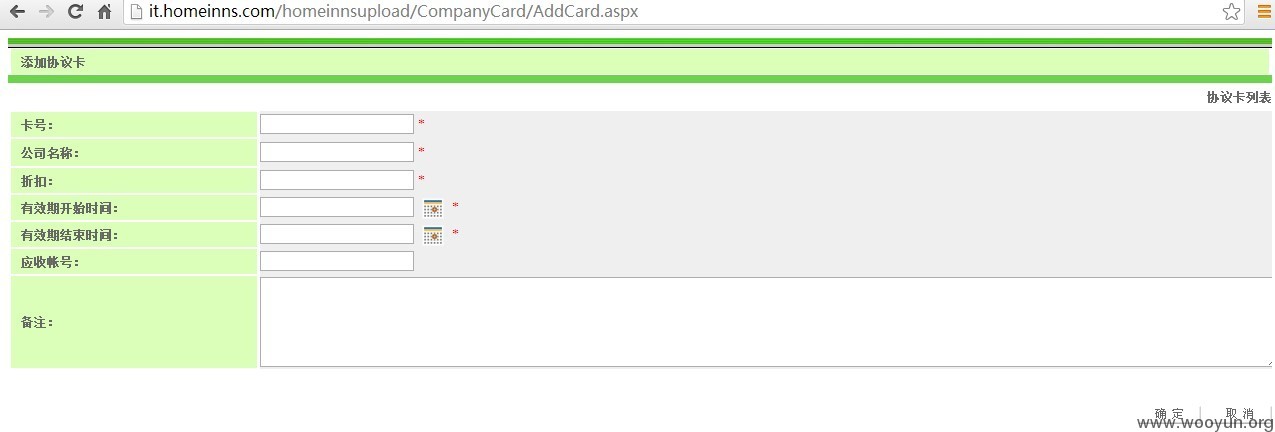 it.homeinns.com/homeinnsupload/CompanyCard/AddCard.aspx
添加协议卡
协议卡列表
卡号： *
公司名称： *
折扣： *
有效期开始时间： *
有效期结束时间： *
应收帐号：
备注：
确 定 取 消
www.wooyun.org